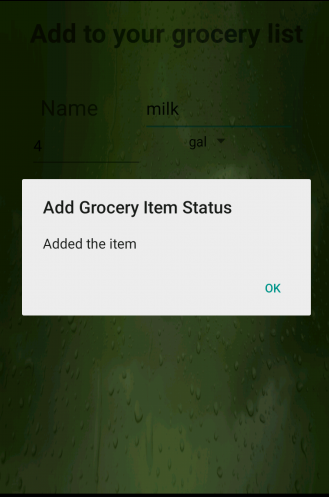 Add to your grocery list
Name milk
4 gal
Add Grocery Item Status
Added the item
OK